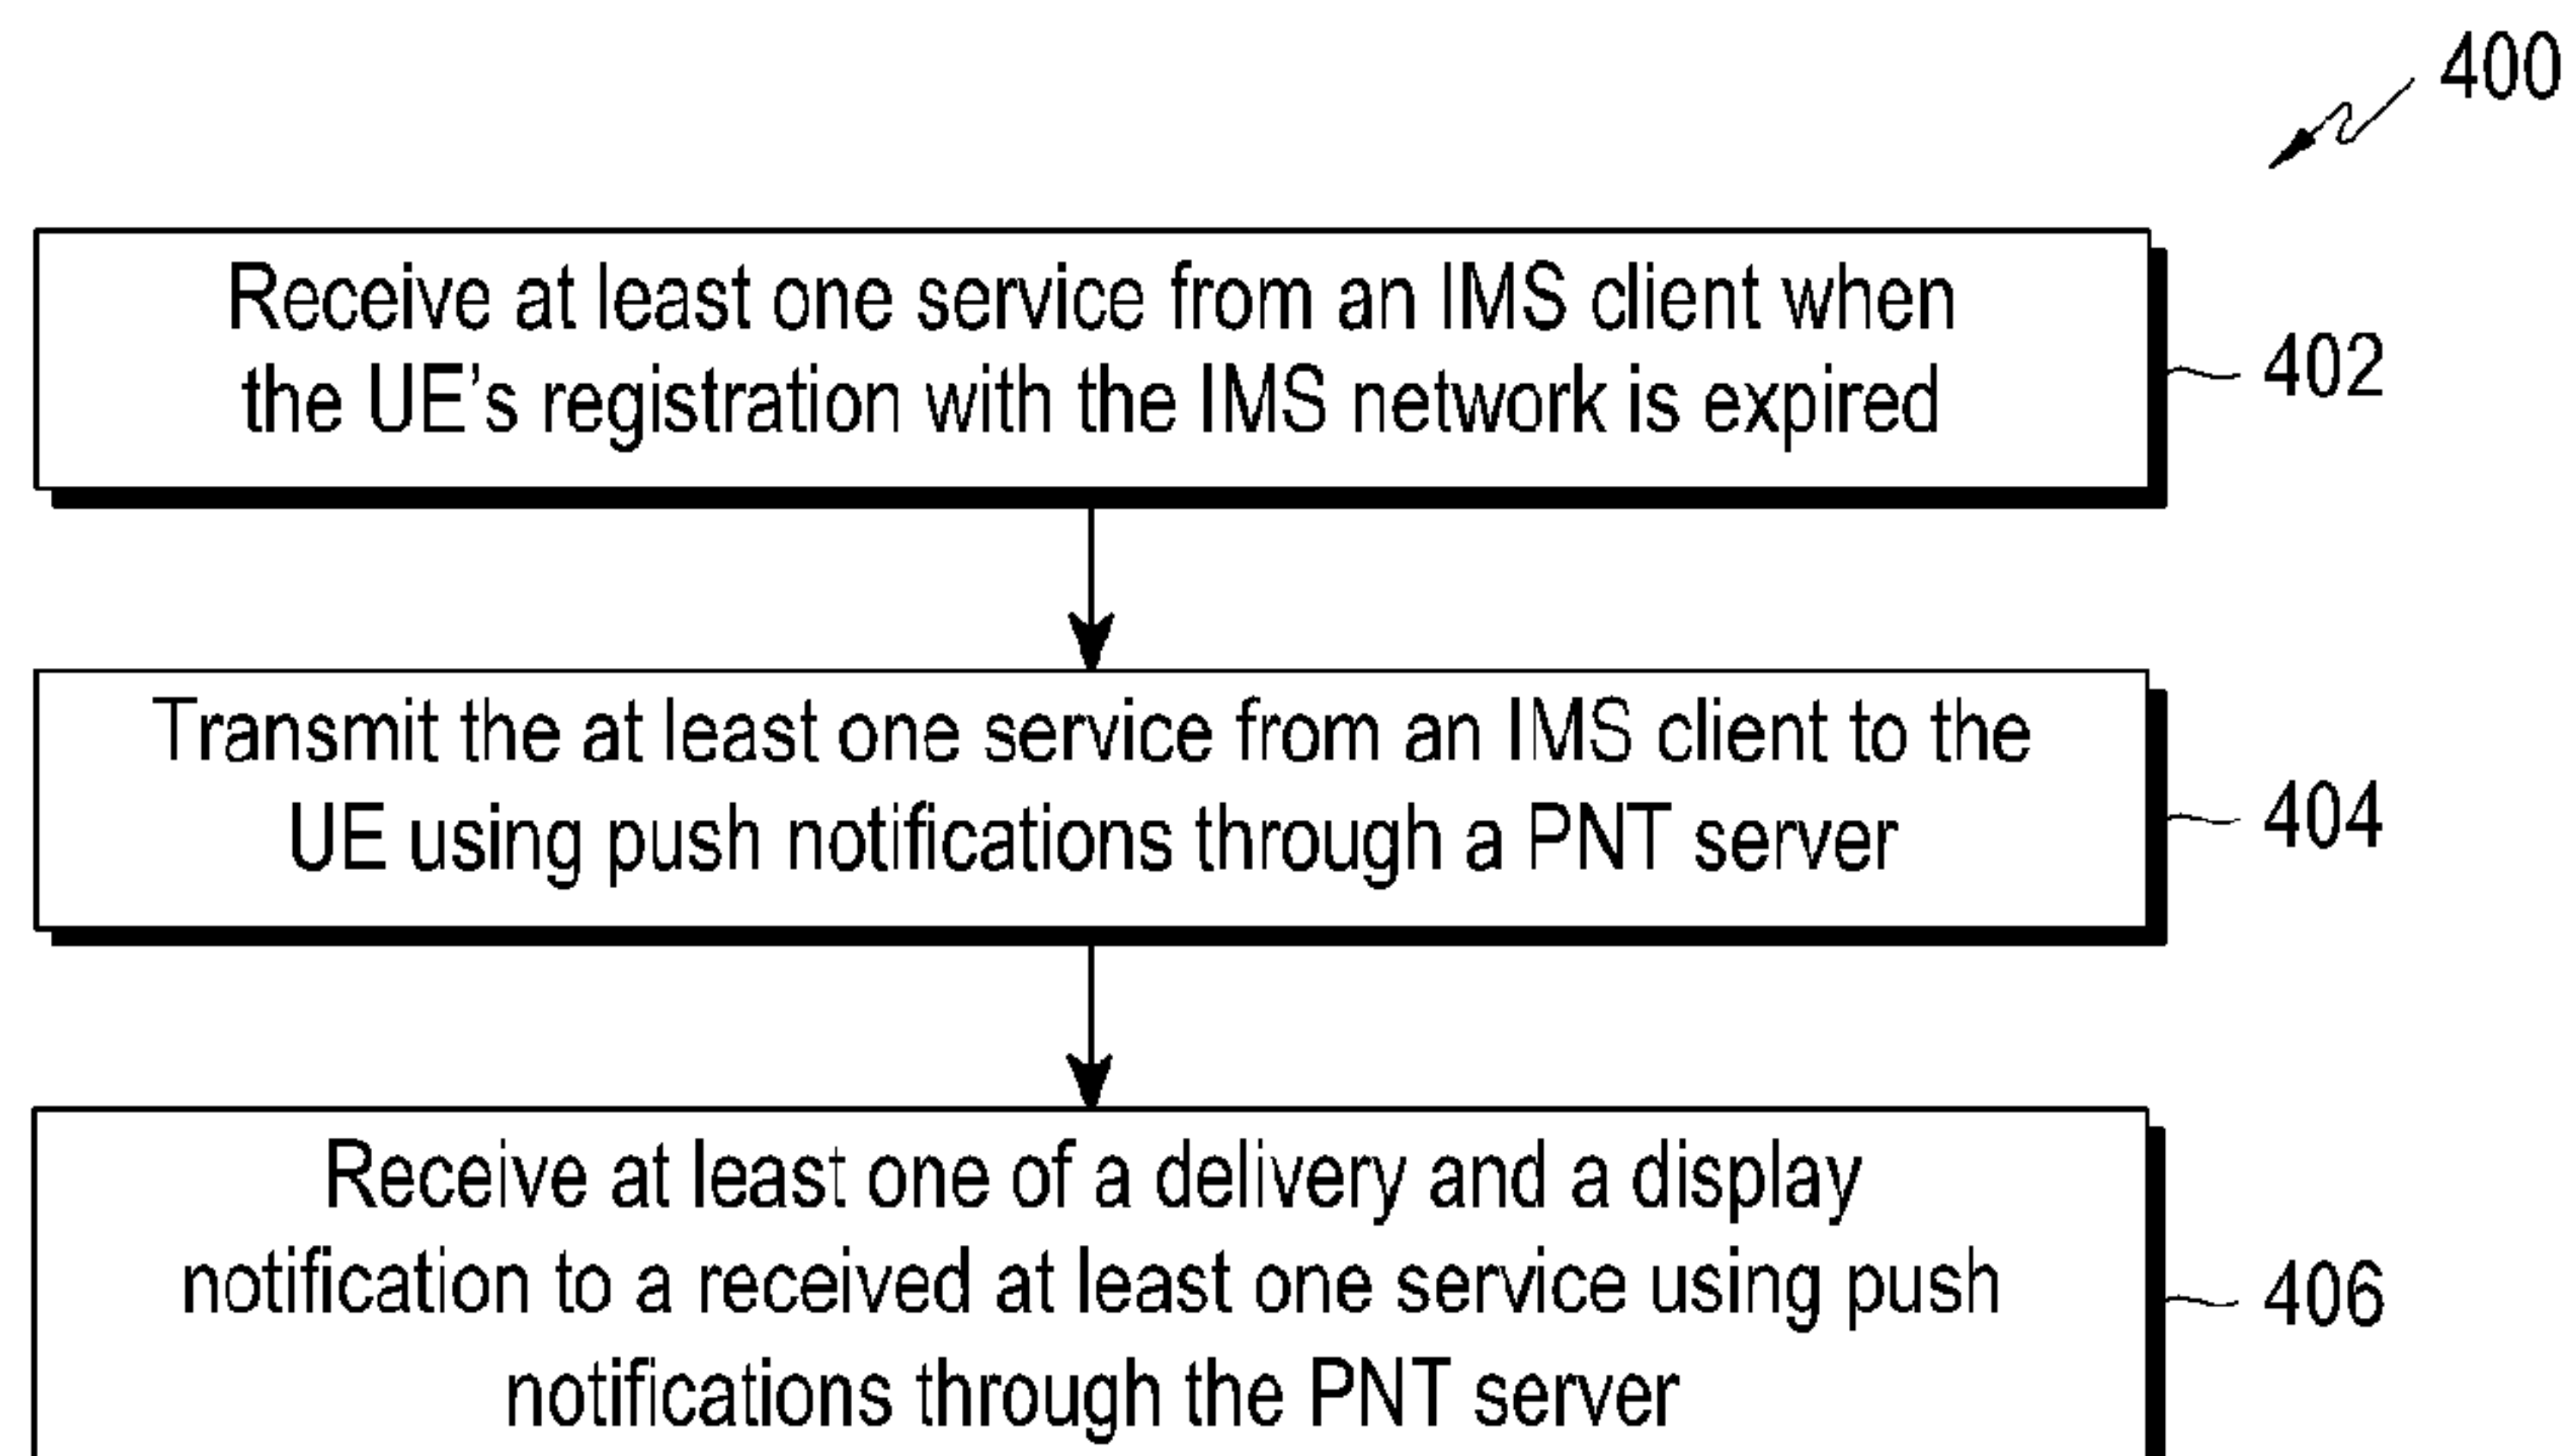 400
Receive at least one service from an IMS client when
the UE's registration with the IMS network is expired
402
Transmit the at least one service from an IMS client to the
UE using push notifications through a PNT server
404
Receive at least one of a delivery and a display
notification to a received at least one service using push
notifications through the PNT server
406